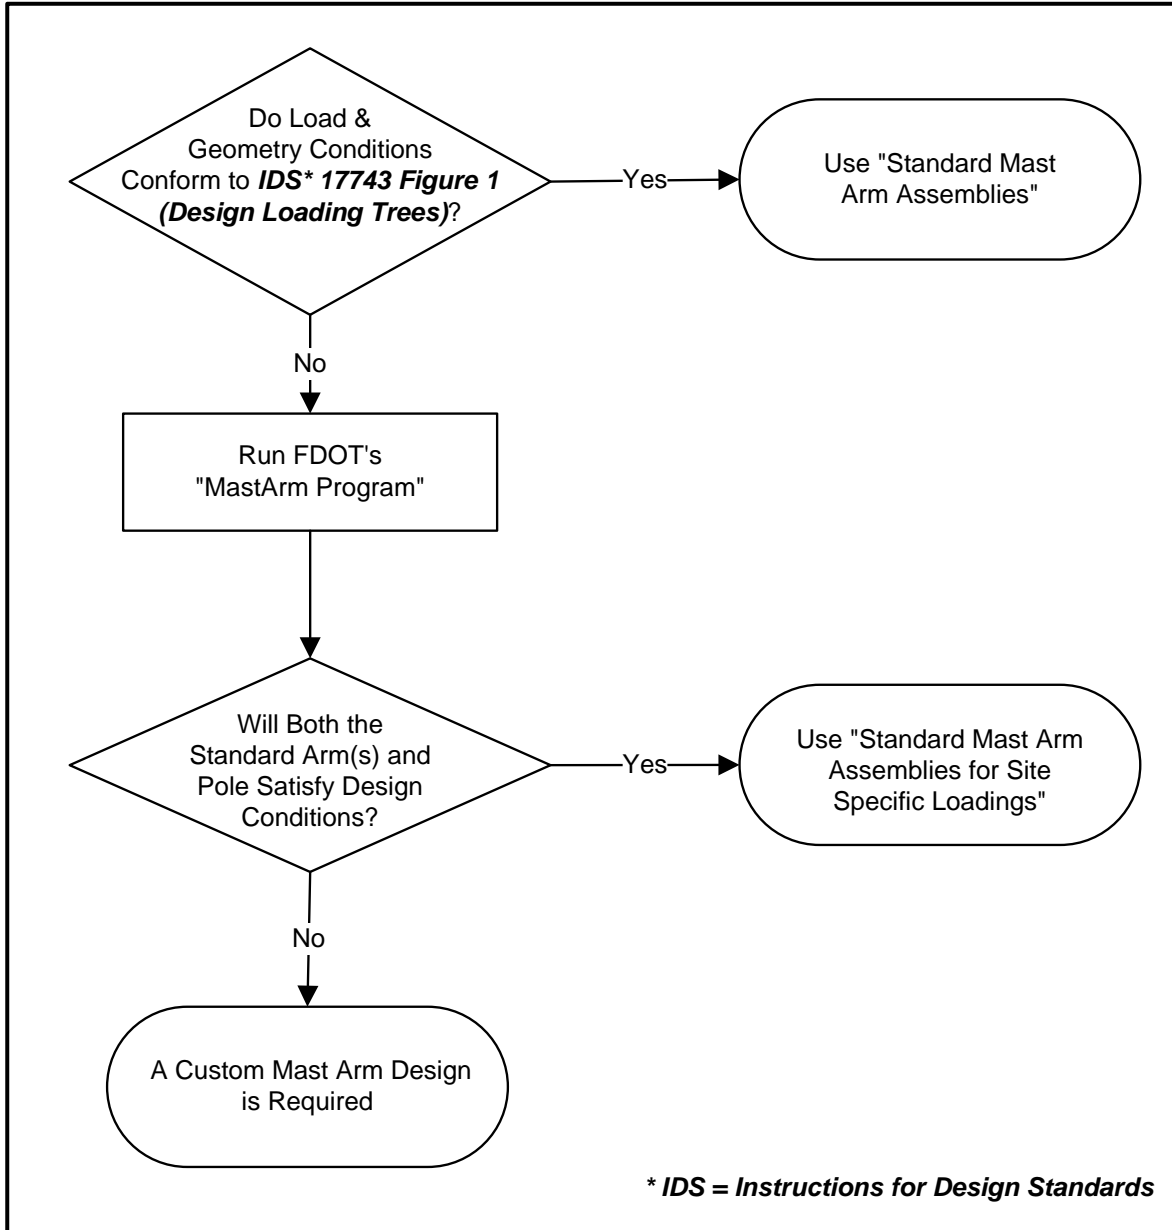 Do Load &
Geometry Conditions
Conform to IDS* 17743 Figure 1
(Design Loading Trees)?
Yes
Use "Standard Mast
Arm Assemblies"
No
Run FDOT's
"MastArm Program"
Will Both the
Standard Arm(s) and
Pole Satisfy Design
Conditions?
Yes
Use "Standard Mast Arm
Assemblies for Site
Specific Loadings"
No
A Custom Mast Arm Design
is Required
* IDS = Instructions for Design Standards